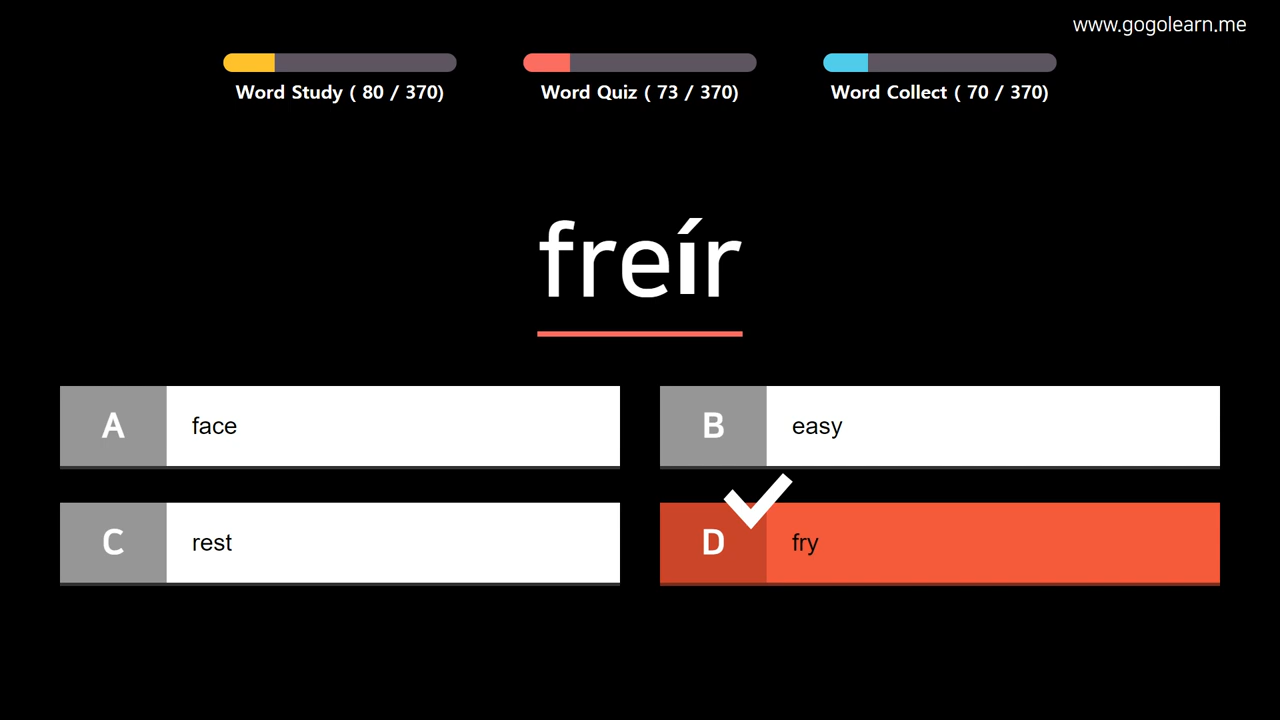 www.gogolearn.me
Word Study ( 80 / 370)
Word Quiz ( 73 / 370)
Word Collect ( 70 / 370)
freír
A face
B easy
C rest
D fry